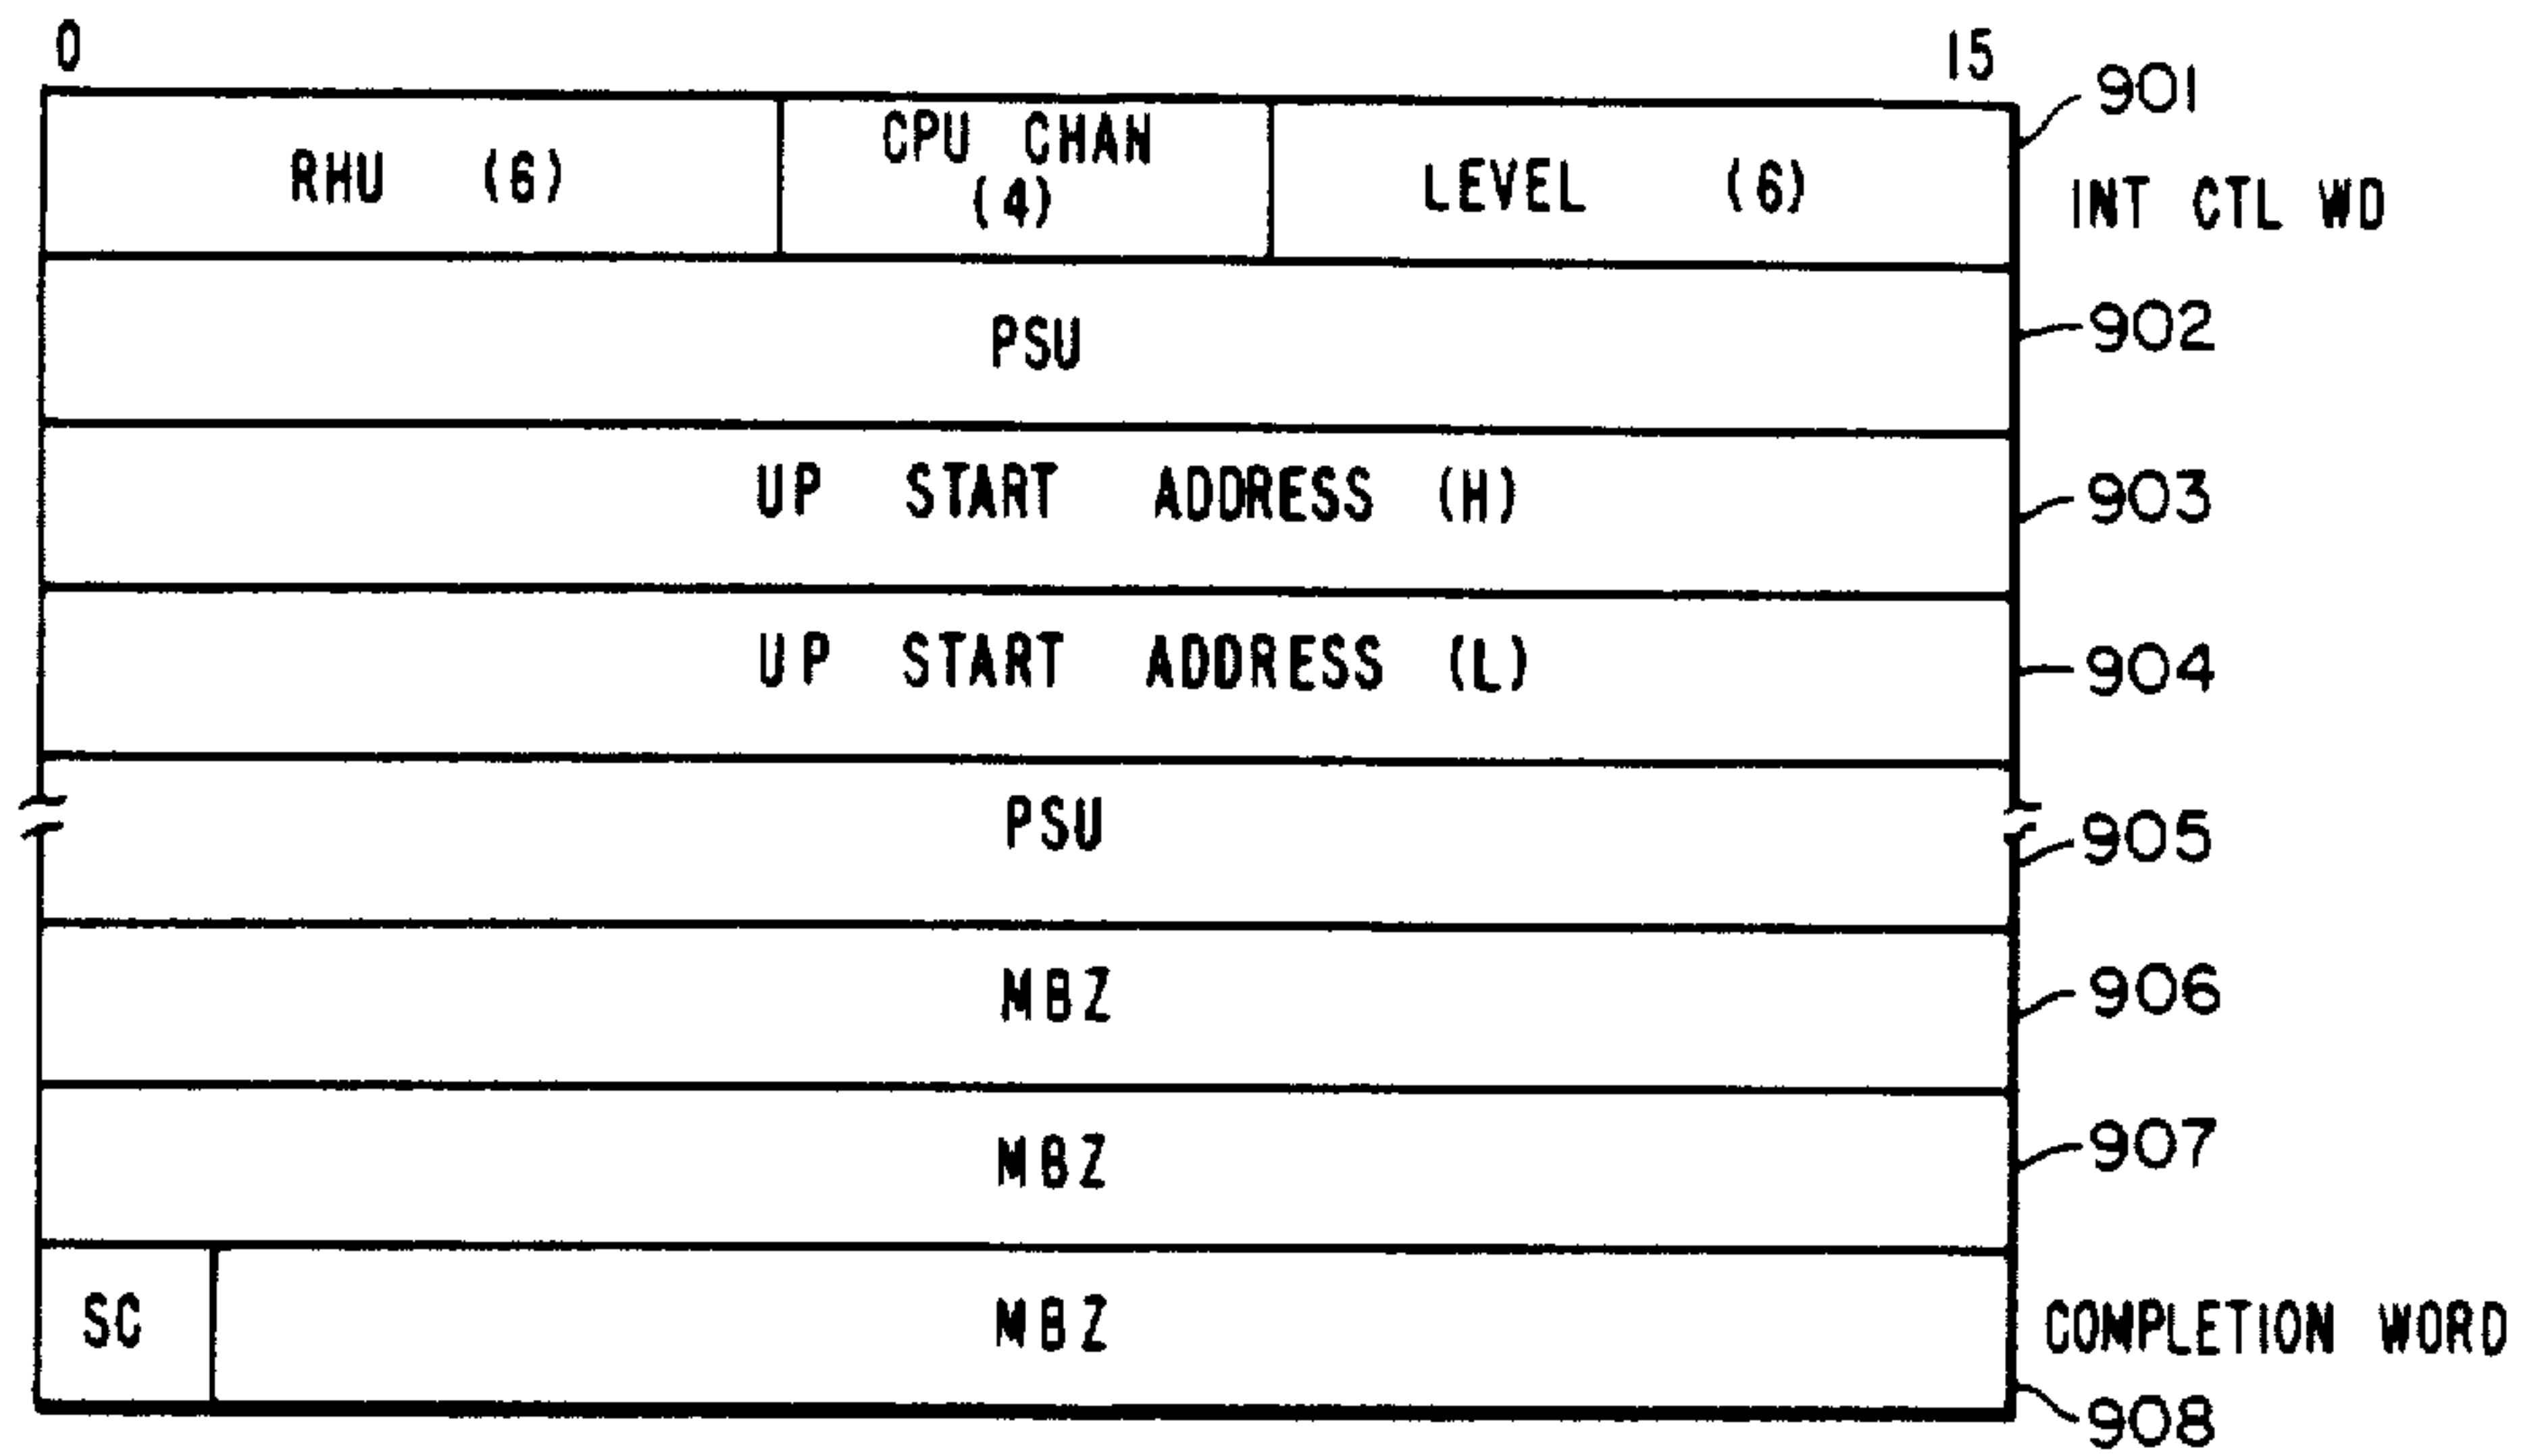 0 15
901
RHU (6) CPU CHAN (4) LEVEL (6) INT CTL WD
PSU 902
UP START ADDRESS (H) 903
UP START ADDRESS (L) 904
PSU 905
MBZ 906
MBZ 907
SC MBZ COMPLETION WORD
908